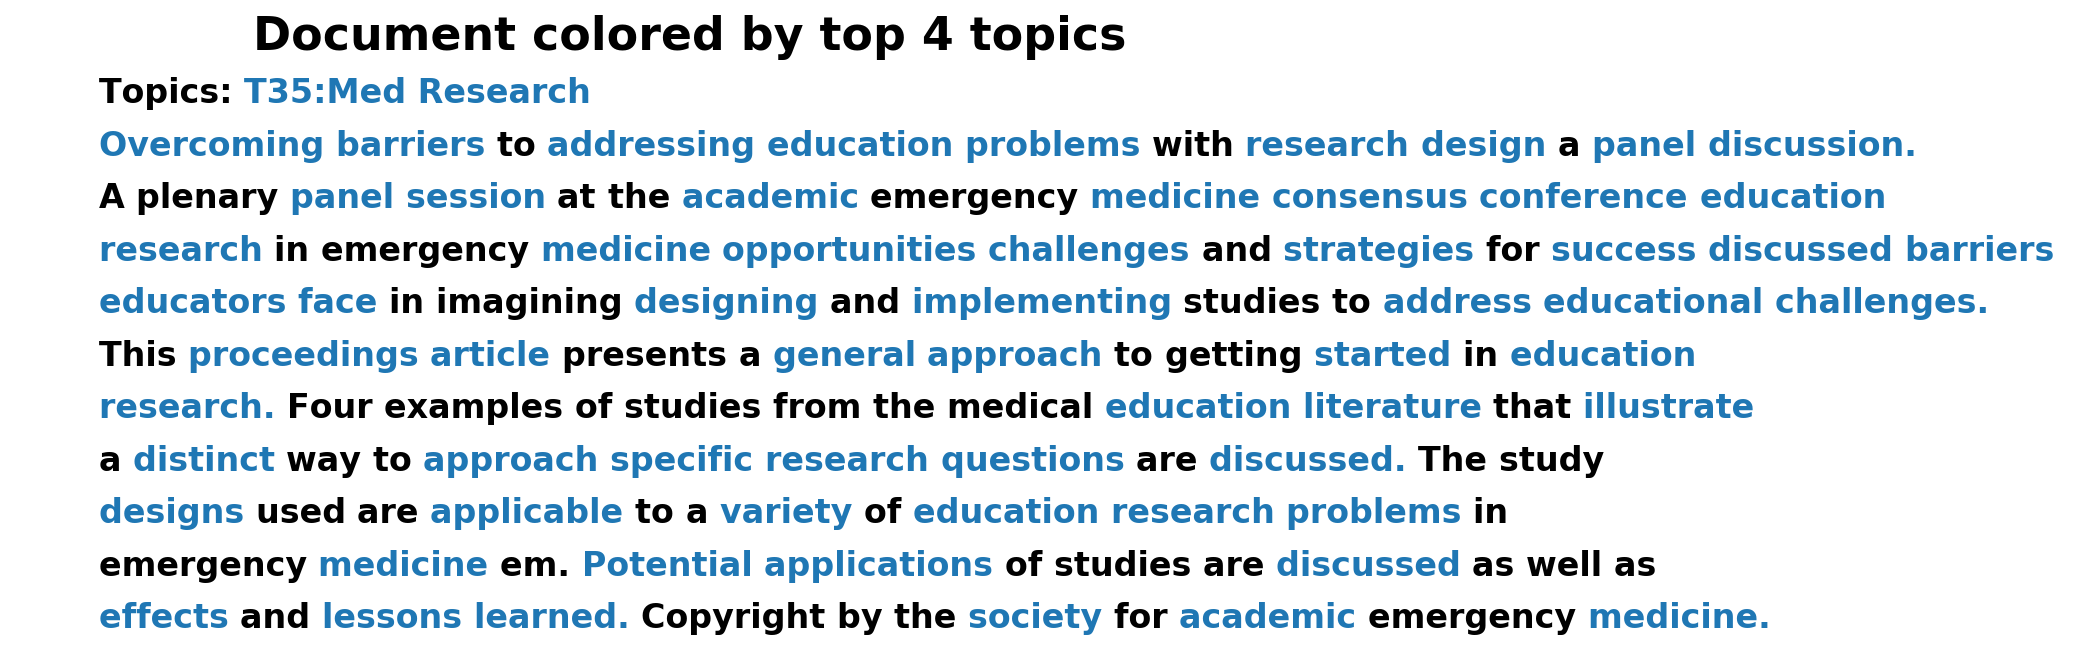 Document colored by top 4 topics
Topics: T35:Med Research
Overcoming barriers to addressing education problems with research design a panel discussion.
A plenary panel session at the academic emergency medicine consensus conference education
research in emergency medicine opportunities challenges and strategies for success discussed barriers
educators face in imagining designing and implementing studies to address educational challenges.
This proceedings article presents a general approach to getting started in education
research. Four examples of studies from the medical education literature that illustrate
a distinct way to approach specific research questions are discussed. The study
designs used are applicable to a variety of education research problems in
emergency medicine em. Potential applications of studies are discussed as well as
effects and lessons learned. Copyright by the society for academic emergency medicine.